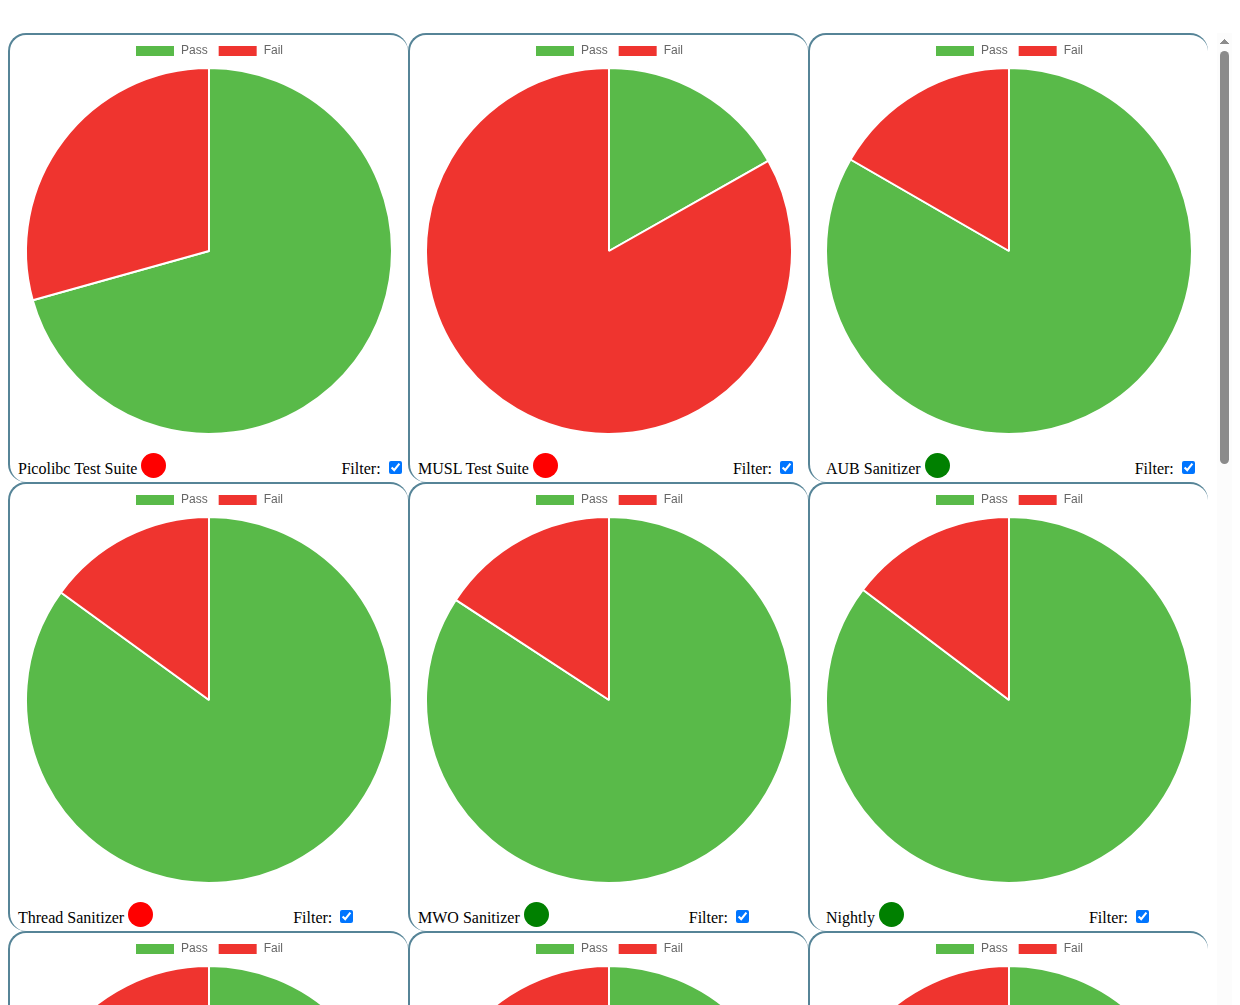 Pass Fail
Pass Fail
Pass Fail
Picolibc Test Suite Filter:
MUSL Test Suite Filter:
AUB Sanitizer Filter:
Pass Fail
Pass Fail
Pass Fail
Thread Sanitizer Filter:
MWO Sanitizer Filter:
Nightly Filter:
Pass Fail
Pass Fail
Pass Fail